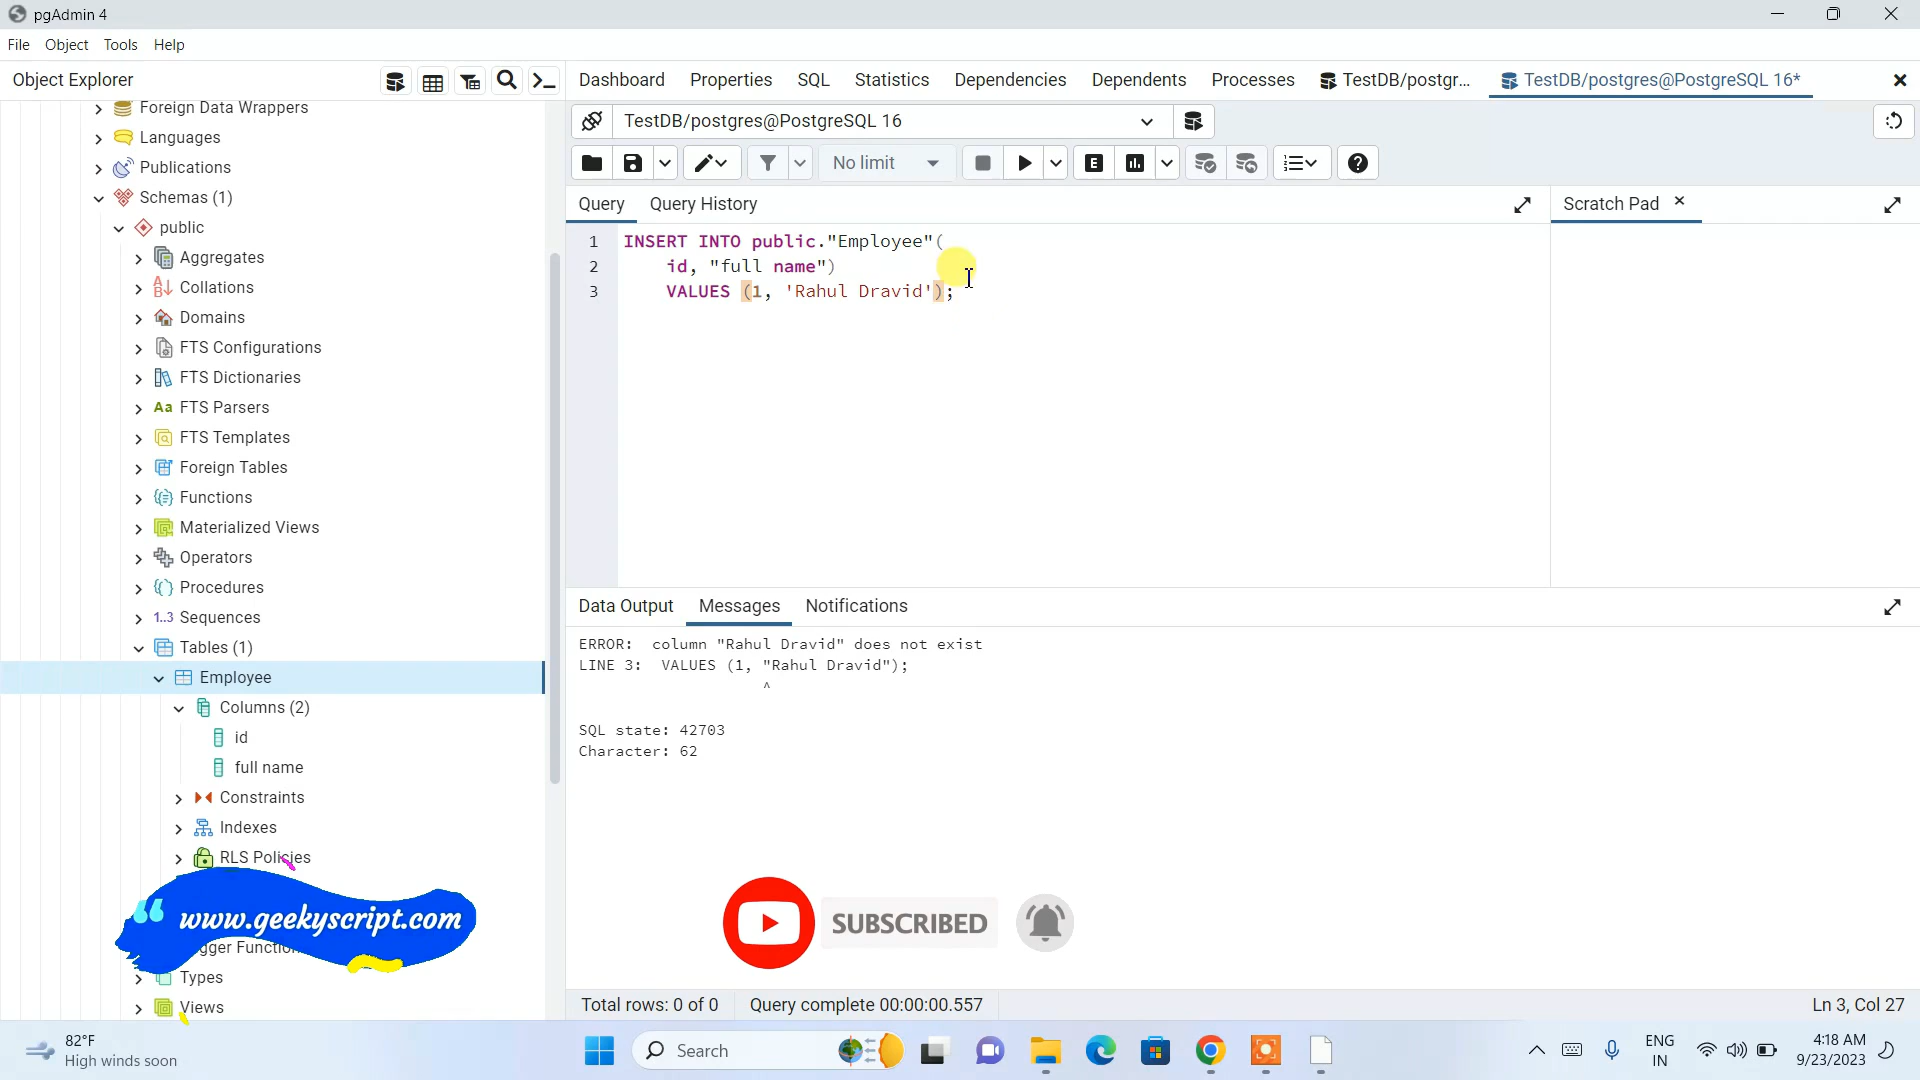 pgAdmin 4
File Object Tools Help
Object Explorer
Dashboard Properties SQL Statistics Dependencies Dependents Processes TestDB/postgr... TestDB/postgres@PostgreSQL 16*
Foreign Data Wrappers
Languages
Publications
Schemas (1)
public
Aggregates
Collations
Domains
FTS Configurations
FTS Dictionaries
Aa FTS Parsers
FTS Templates
Foreign Tables
Functions
Materialized Views
Operators
Procedures
1..3 Sequences
Tables (1)
Employee
Columns (2)
id
full name
Constraints
Indexes
RLS Policies
www.geekyscript.com
Types
Views
TestDB/postgres@PostgreSQL 16
No limit
E
Query Query History
Scratch Pad
1 INSERT INTO public."Employee"(
2 id, "full name")
3 VALUES (1, 'Rahul Dravid');
Data Output Messages Notifications
ERROR: column "Rahul Dravid" does not exist
LINE 3: VALUES (1, "Rahul Dravid");
^
SQL state: 42703
Character: 62
SUBSCRIBED
Total rows: 0 of 0 Query complete 00:00:00.557 Ln 3, Col 27
82°F
High winds soon
Search
ENG
IN
4:18 AM
9/23/2023